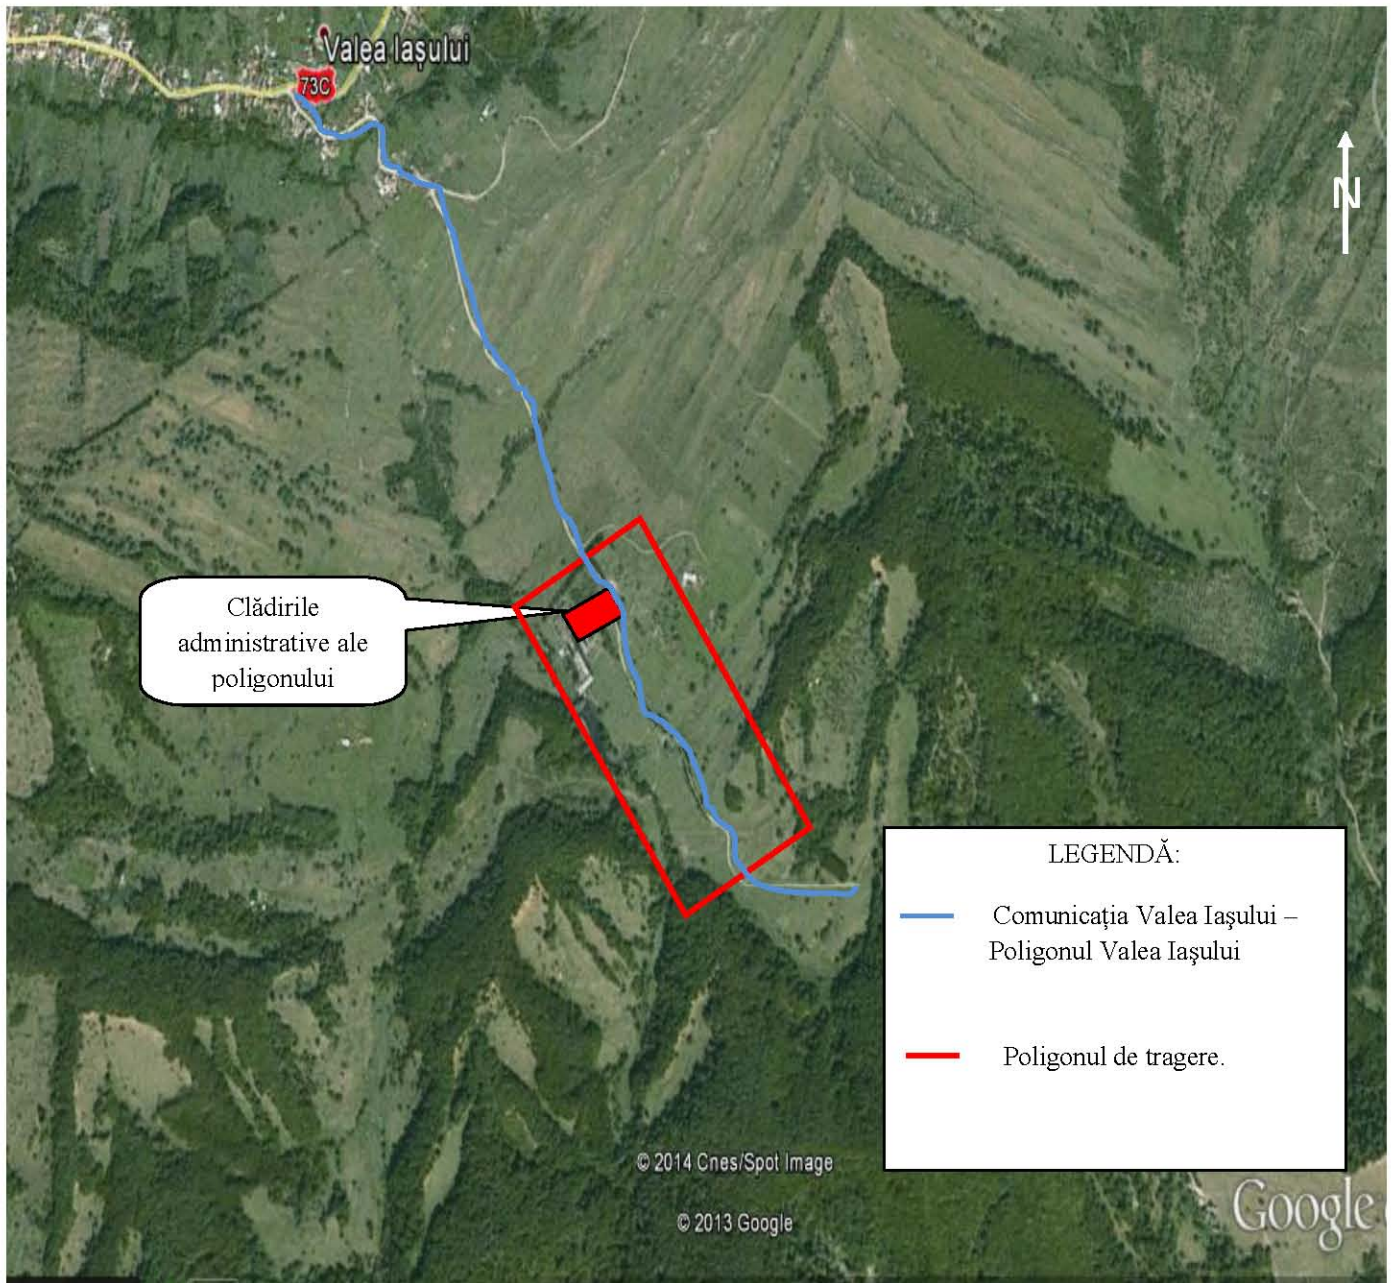 Valea Iașului
73C
N
Clădirile
administrative ale
poligonului
LEGENDĂ:
Comunicația Valea Iaşului –
Poligonul Valea Iaşului
Poligonul de tragere.
© 2014 Cnes/Spot Image
© 2013 Google
Google